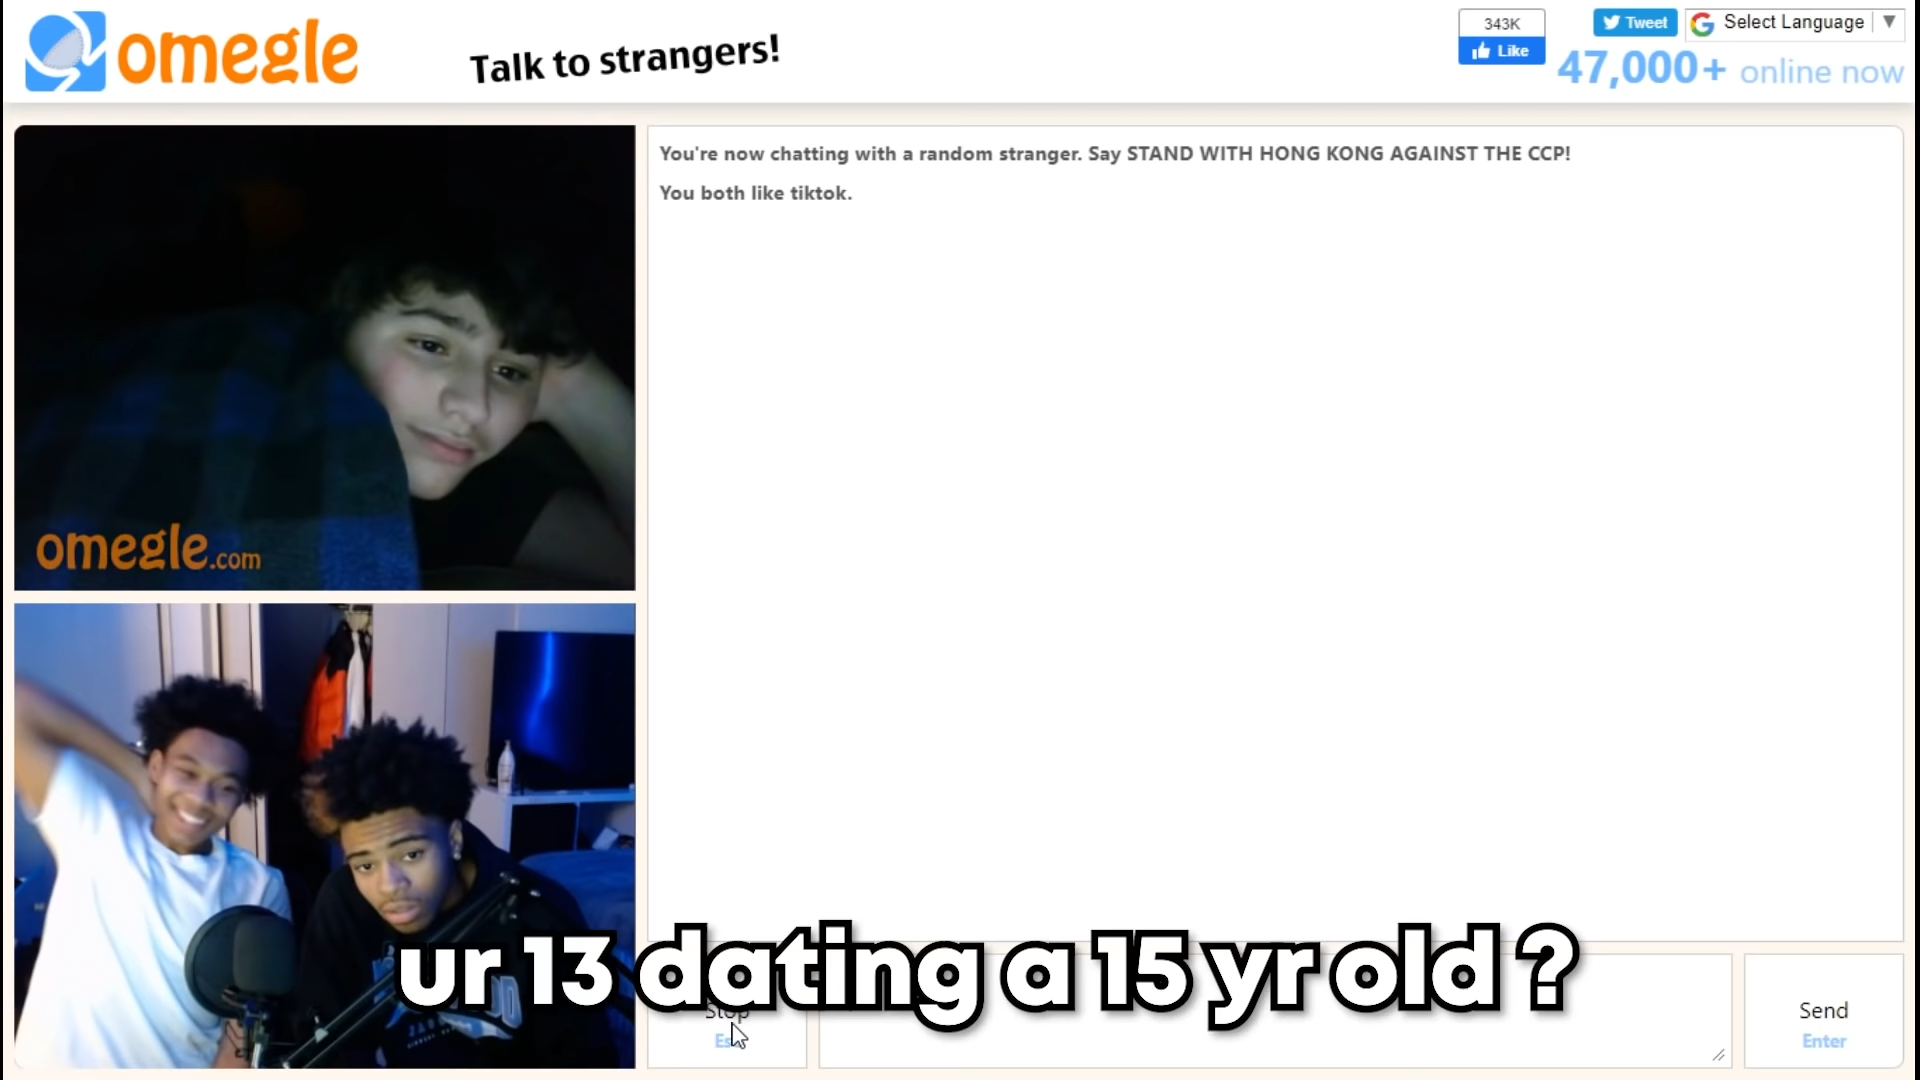 omegle
Talk to strangers!
343K
Like
Tweet
Select Language
47,000+ online now
You're now chatting with a random stranger. Say STAND WITH HONG KONG AGAINST THE CCP!
You both like tiktok.
omegle.com
ur 13 dating a 15 yr old ?
Stop
Send
Enter